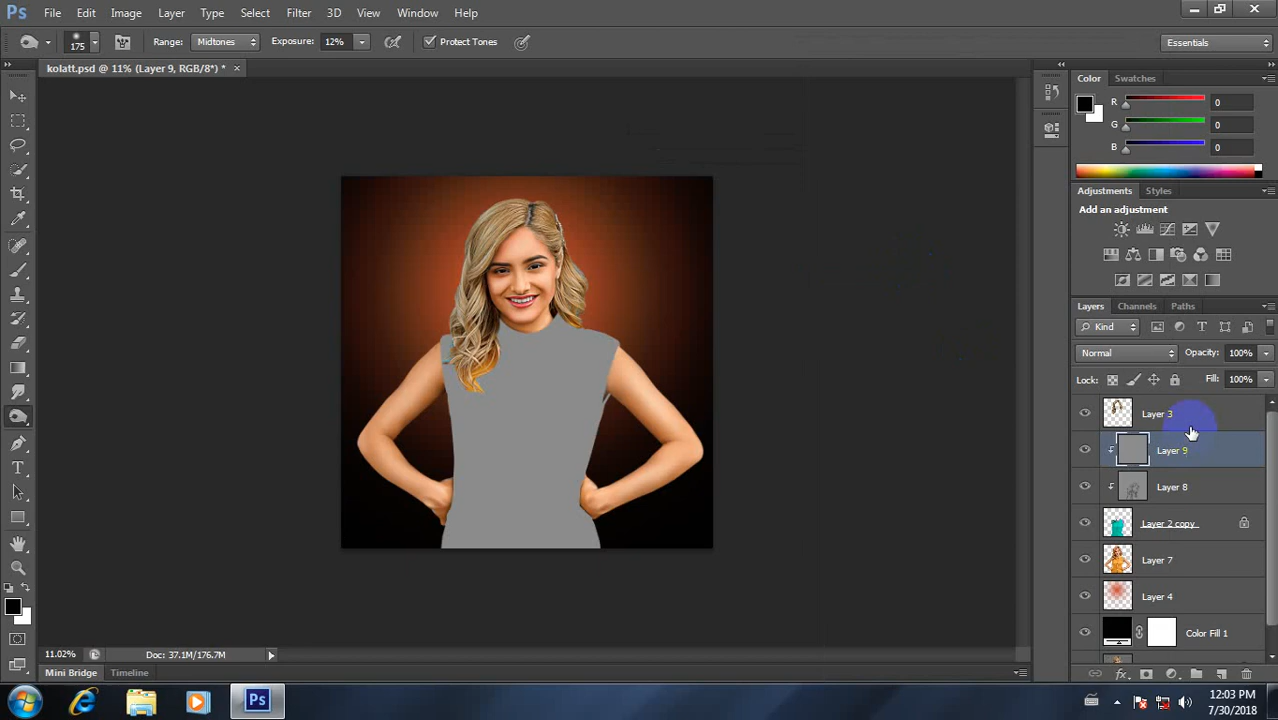 Ps File Edit Image Layer Type Select Filter 3D View Window Help
175 Range: Midtones Exposure: 12% Protect Tones Essentials
kolatt.psd @ 11% (Layer 9, RGB/8*) * ×
Color Swatches
R 0
G 0
B 0
Adjustments Styles
Add an adjustment
Layers Channels Paths
Kind
Normal Opacity: 100%
Lock: Fill: 100%
Layer 3
Layer 9
Layer 8
Layer 2 copy
Layer 7
Layer 4
Color Fill 1
11.02% Doc: 37.1M/176.7M
Mini Bridge Timeline
Ps
12:03 PM
7/30/2018